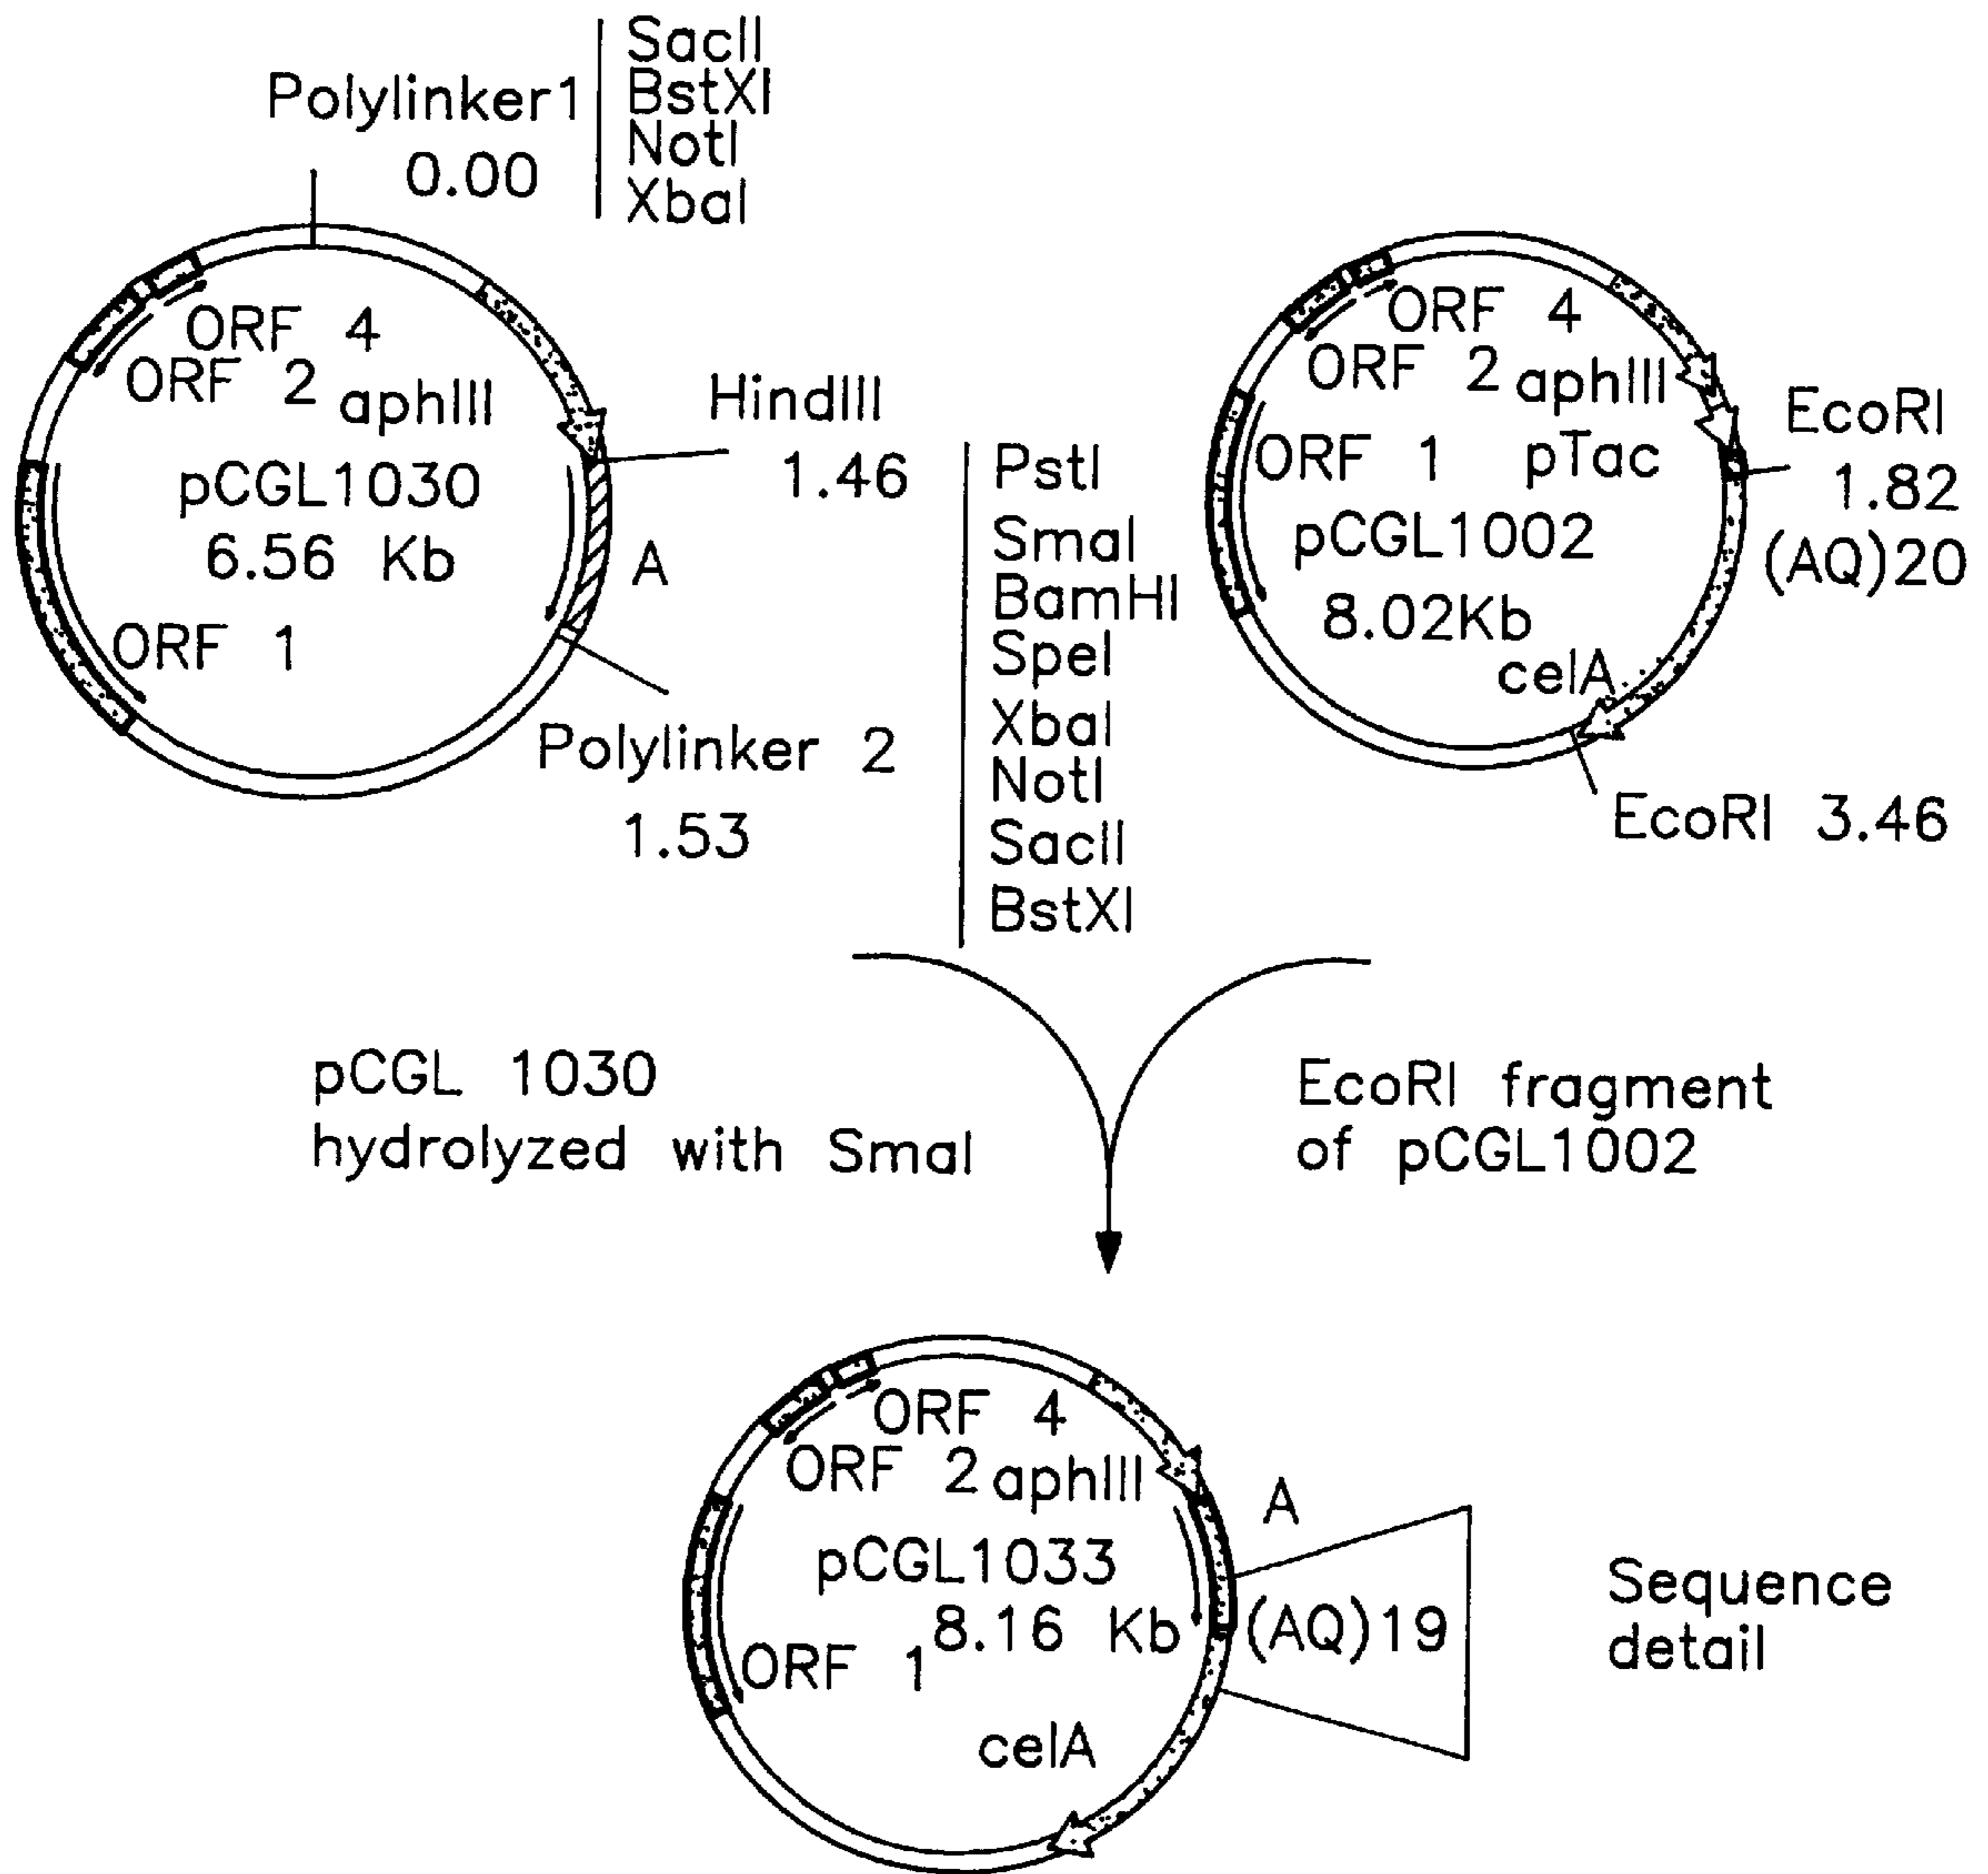 Polylinker1
0.00
SacII
BstXI
NotI
XbaI
ORF 4
ORF 2
aphIII
pCGL1030
6.56 Kb
ORF 1
HindIII
1.46
A
Polylinker 2
1.53
PstI
SmaI
BamHI
SpeI
XbaI
NotI
SacII
BstXI
ORF 4
ORF 2
aphIII
ORF 1
pTac
pCGL1002
8.02Kb
celA
EcoRI
1.82
(AQ)20
EcoRI 3.46
pCGL 1030
hydrolyzed with SmaI
EcoRI fragment
of pCGL1002
ORF 4
ORF 2
aphIII
pCGL1033
8.16 Kb
ORF 1
celA
A
(AQ)19
Sequence
detail